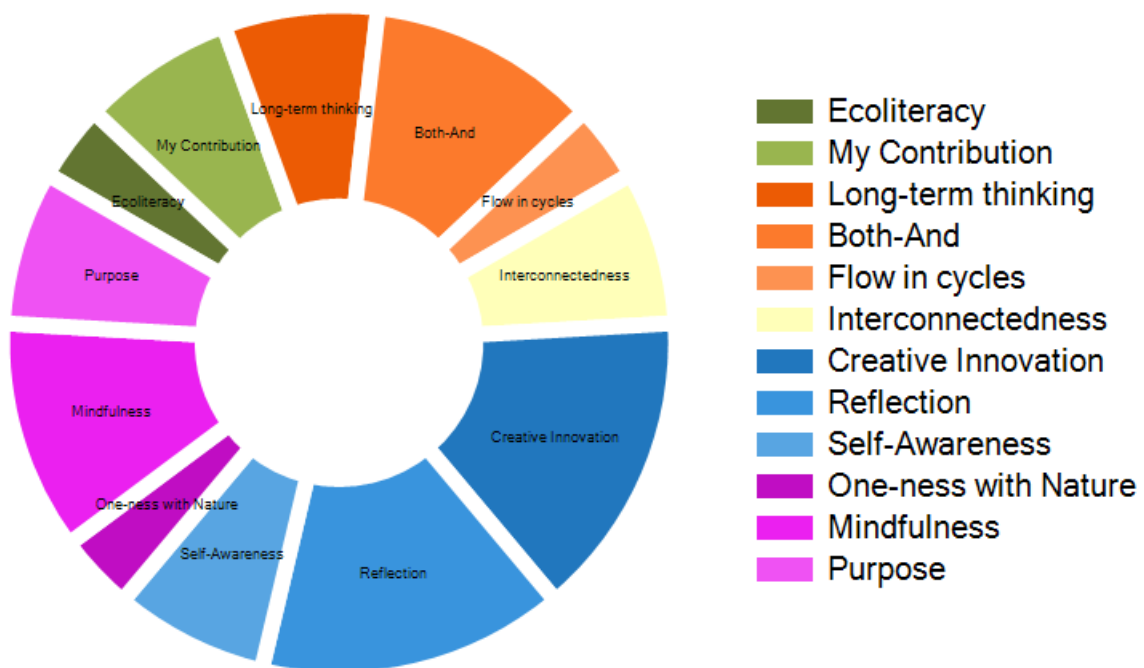 Long-term thinking
Both-And
My Contribution
Ecoliteracy
Flow in cycles
Purpose
Interconnectedness
Mindfulness
Creative Innovation
One-ness with Nature
Self-Awareness
Reflection
Ecoliteracy
My Contribution
Long-term thinking
Both-And
Flow in cycles
Interconnectedness
Creative Innovation
Reflection
Self-Awareness
One-ness with Nature
Mindfulness
Purpose